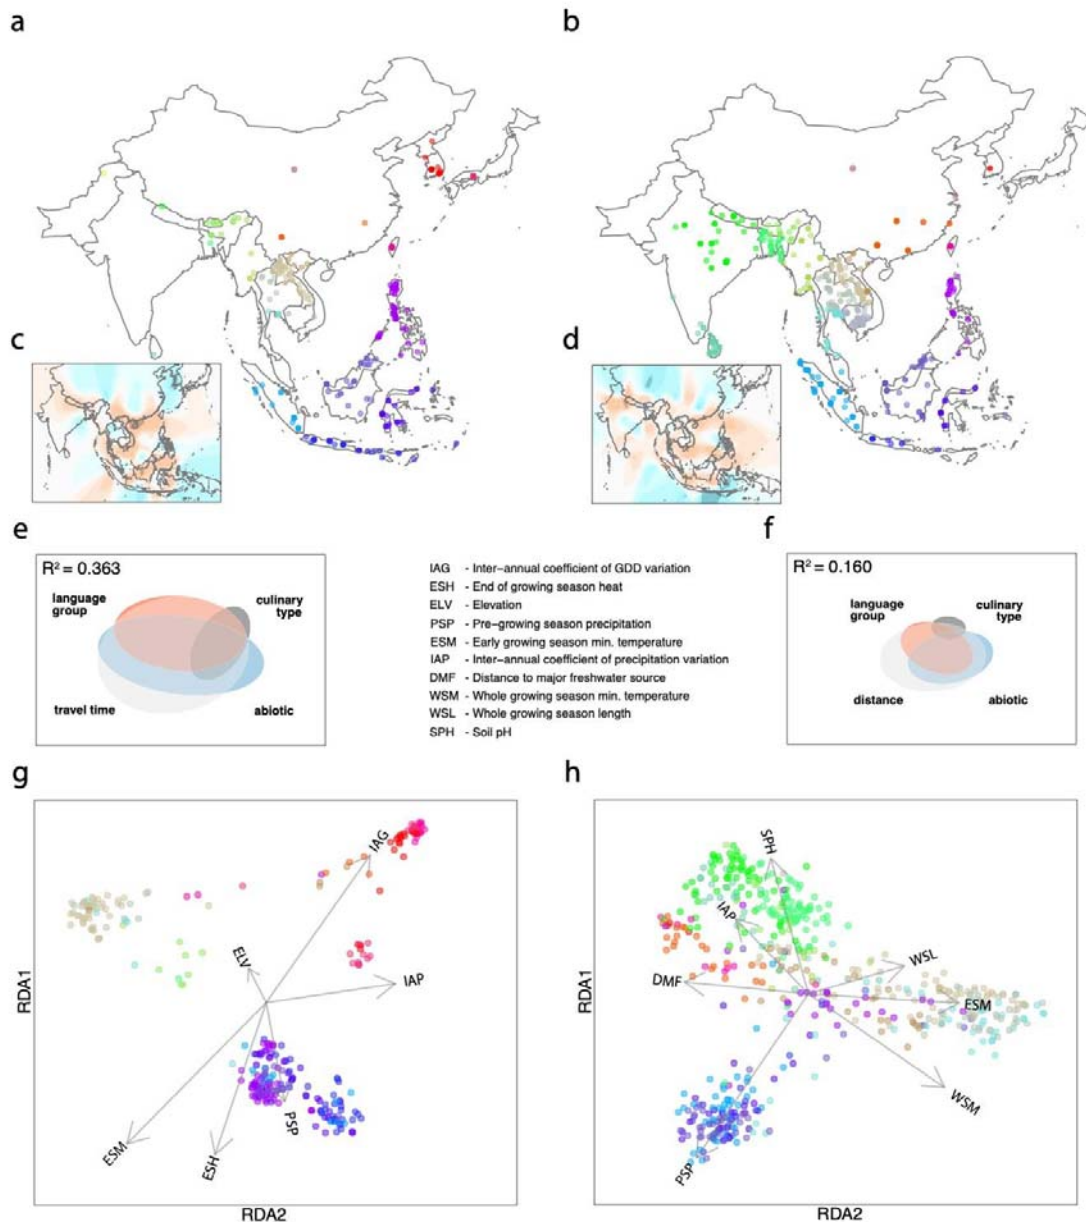 a
b
c
d
e
f
R² = 0.363
language
group
culinary
type
travel time
abiotic
IAG - Inter-annual coefficient of GDD variation
ESH - End of growing season heat
ELV - Elevation
PSP - Pre-growing season precipitation
ESM - Early growing season min. temperature
IAP - Inter-annual coefficient of precipitation variation
DMF - Distance to major freshwater source
WSM - Whole growing season min. temperature
WSL - Whole growing season length
SPH - Soil pH
R² = 0.160
language
group
culinary
type
distance
abiotic
g
h
IAG
ELV
IAP
PSP
ESM
ESH
RDA1
RDA2
SPH
IAP
WSL
DMF
ESM
WSM
PSP
RDA1
RDA2